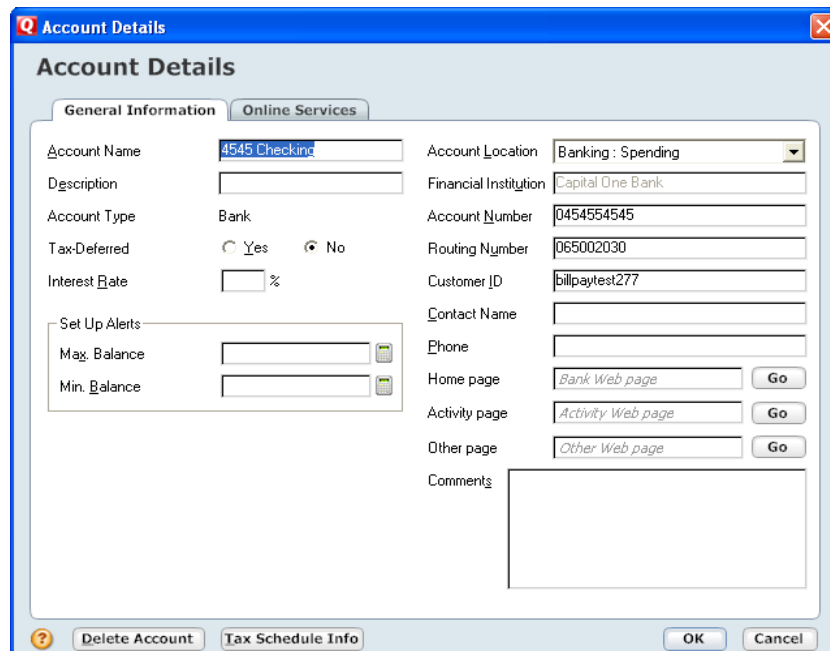 Q Account Details
Account Details
General Information Online Services
Account Name 4545 Checking
Description
Account Type Bank
Tax-Deferred Yes No
Interest Rate %
Set Up Alerts
Max. Balance
Min. Balance
Account Location Banking : Spending
Financial Institution Capital One Bank
Account Number 0454554545
Routing Number 065002030
Customer ID billpaytest277
Contact Name
Phone
Home page Bank Web page Go
Activity page Activity Web page Go
Other page Other Web page Go
Comments
? Delete Account Tax Schedule Info OK Cancel